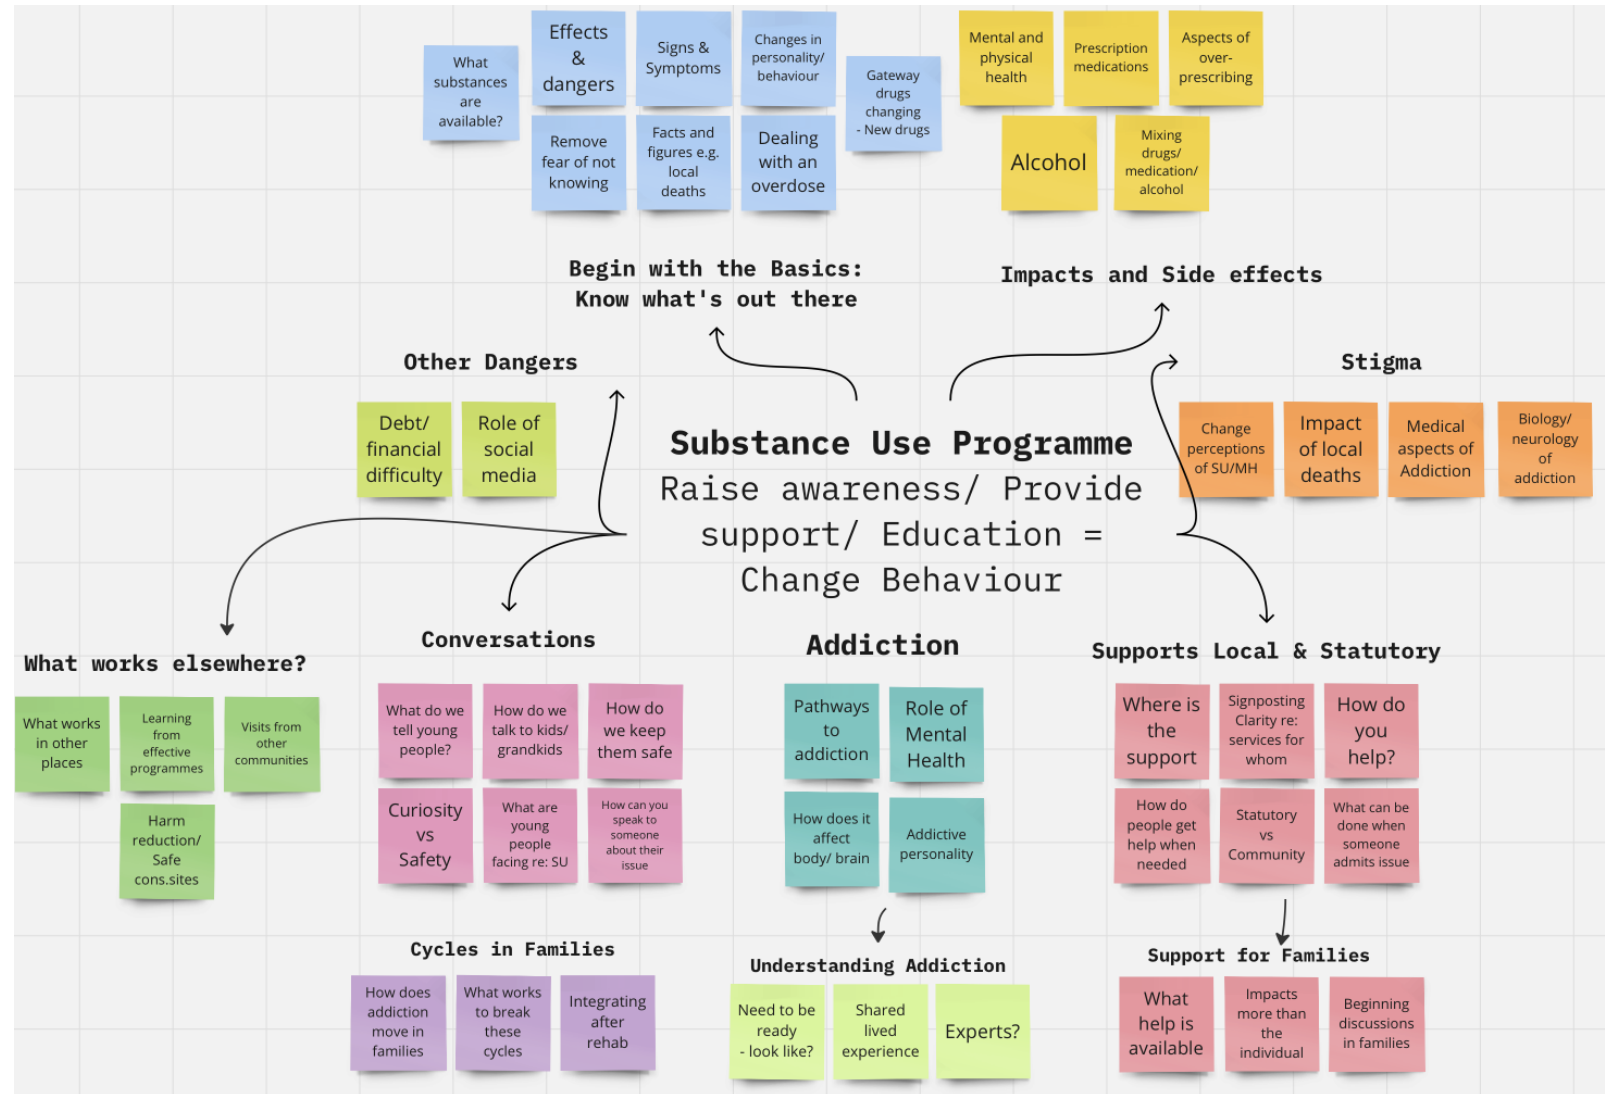 What
substances
are
available?
Effects
&
dangers
Signs &
Symptoms
Changes in
personality/
behaviour
Gateway
drugs
changing
- New drugs
Remove
fear of not
knowing
Facts and
figures e.g.
local
deaths
Dealing
with an
overdose
Mental and
physical
health
Prescription
medications
Aspects of
over-
prescribing
Alcohol
Mixing
drugs/
medication/
alcohol
Begin with the Basics:
Know what's out there
Impacts and Side effects
Other Dangers
Debt/
financial
difficulty
Role of
social
media
Stigma
Change
perceptions
of SU/MH
Impact
of local
deaths
Medical
aspects of
Addiction
Biology/
neurology
of
addiction
Substance Use Programme
Raise awareness/ Provide
support/ Education =
Change Behaviour
What works elsewhere?
What works
in other
places
Learning
from
effective
programmes
Visits from
other
communities
Harm
reduction/
Safe
cons.sites
Conversations
What do we
tell young
people?
How do we
talk to kids/
grandkids
How do
we keep
them safe
Curiosity
vs
Safety
What are
young
people
facing re: SU
How can you
speak to
someone
about their
issue
Addiction
Pathways
to
addiction
Role of
Mental
Health
How does it
affect
body/ brain
Addictive
personality
Supports Local & Statutory
Where is
the
support
Signposting
Clarity re:
services for
whom
How do
you
help?
How do
people get
help when
needed
Statutory
vs
Community
What can be
done when
someone
admits issue
Cycles in Families
How does
addiction
move in
families
What works
to break
these
cycles
Integrating
after
rehab
Understanding Addiction
Need to be
ready
- look like?
Shared
lived
experience
Experts?
Support for Families
What
help is
available
Impacts
more than
the
individual
Beginning
discussions
in families